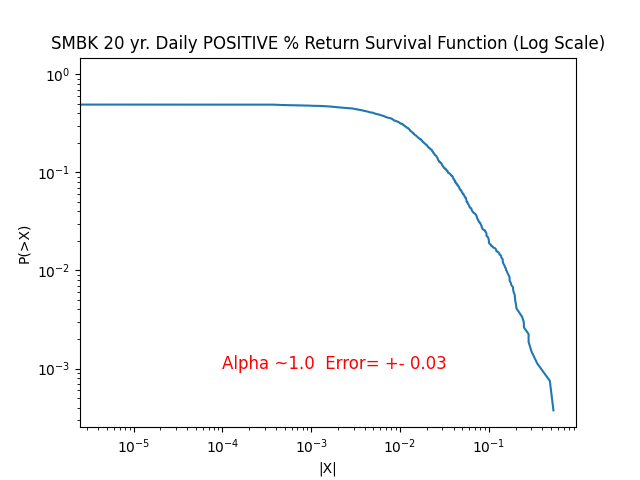 SMBK 20 yr. Daily POSITIVE % Return Survival Function (Log Scale)
10⁰
10⁻¹
10⁻²
10⁻³
P(>X)
Alpha ~1.0  Error= +- 0.03
10⁻⁵ 10⁻⁴ 10⁻³ 10⁻² 10⁻¹
|X|